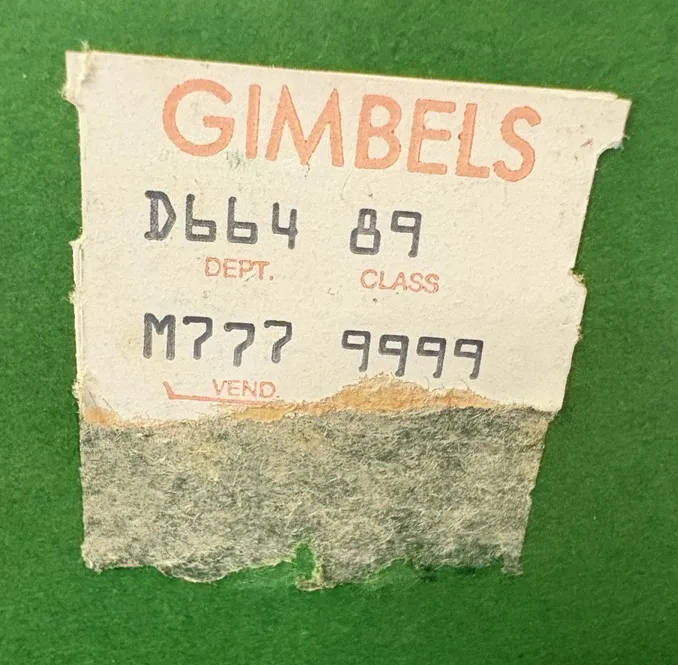 GIMBELS
D664 89
DEPT. CLASS
M777 9999
VEND.